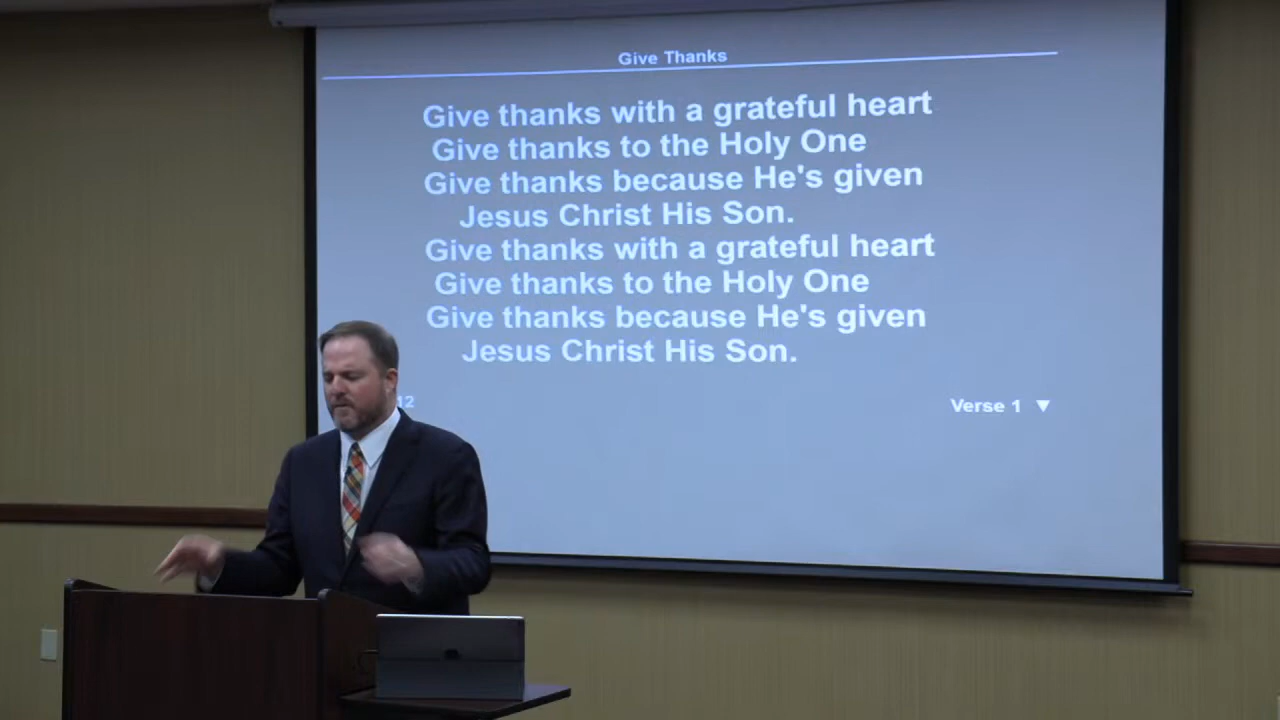 Give Thanks
Give thanks with a grateful heart
Give thanks to the Holy One
Give thanks because He's given
Jesus Christ His Son.
Give thanks with a grateful heart
Give thanks to the Holy One
Give thanks because He's given
Jesus Christ His Son.
12
Verse 1 ▼